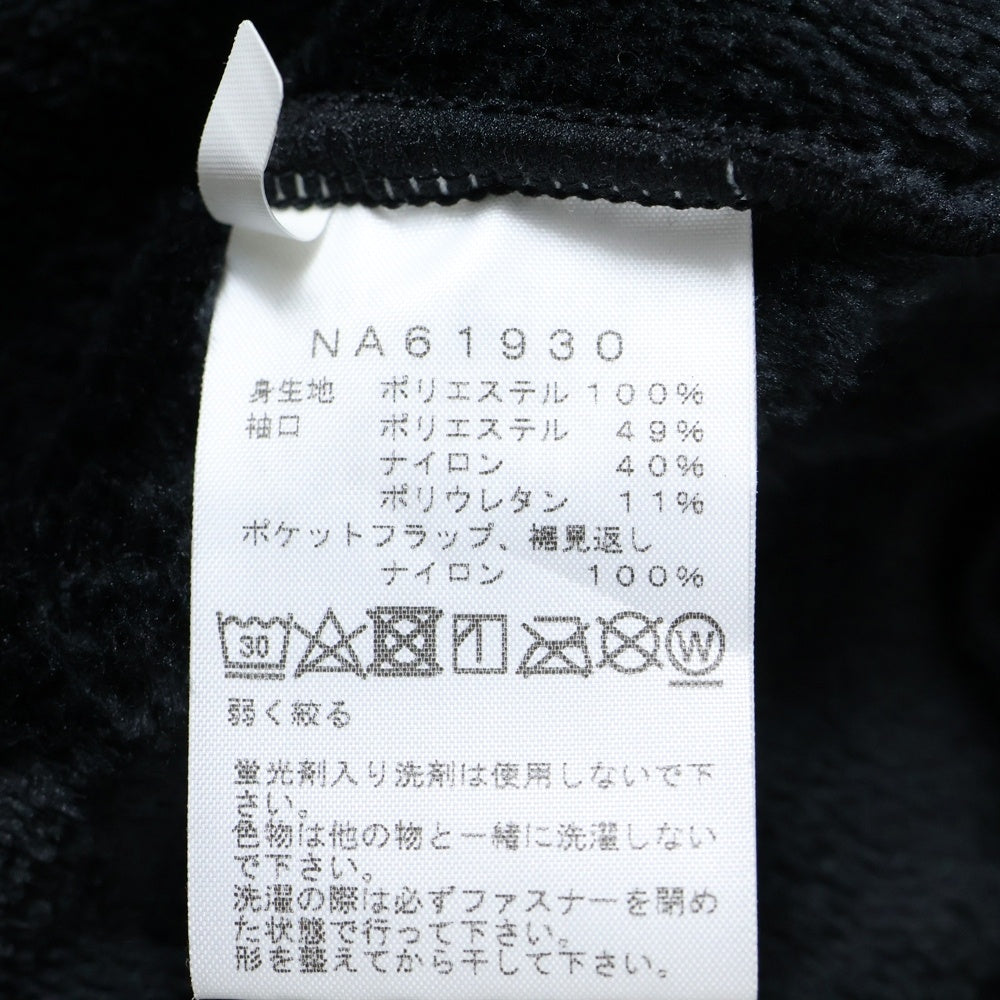 NA61930
身生地 ポリエステル100%
袖口 ポリエステル 49%
ナイロン 40%
ポリウレタン 11%
ポケットフラップ、裾見返し
ナイロン 100%
30 W
弱く絞る
蛍光剤入り洗剤は使用しないで下
さい。
色物は他の物と一緒に洗濯しない
で下さい。
洗濯の際は必ずファスナーを閉め
た状態で行って下さい。
形を整えてから干して下さい。